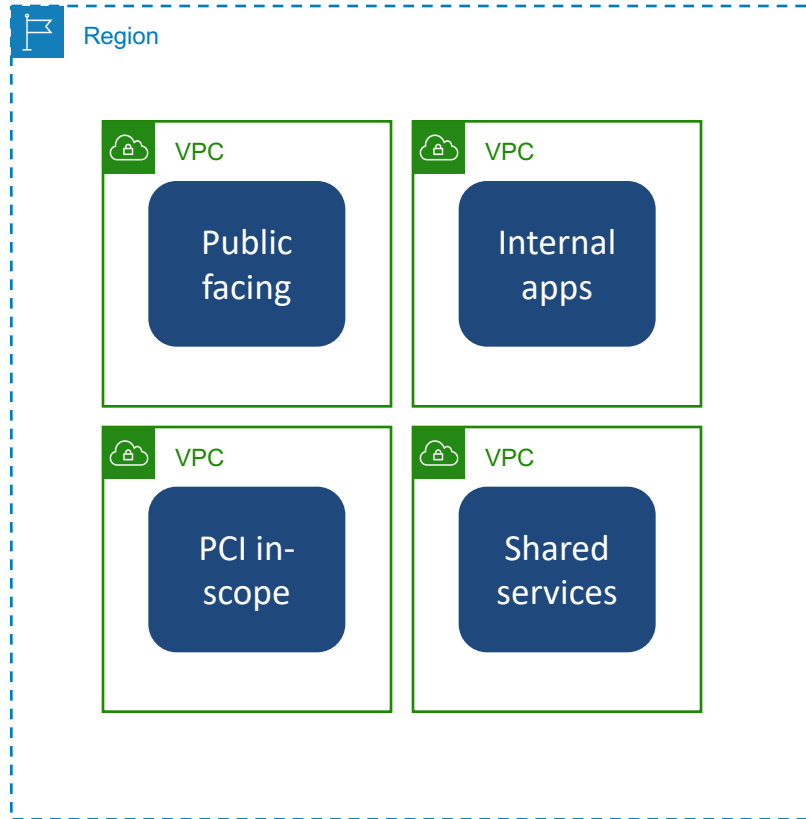 Region
VPC
Public
facing
VPC
Internal
apps
VPC
PCI in-
scope
VPC
Shared
services